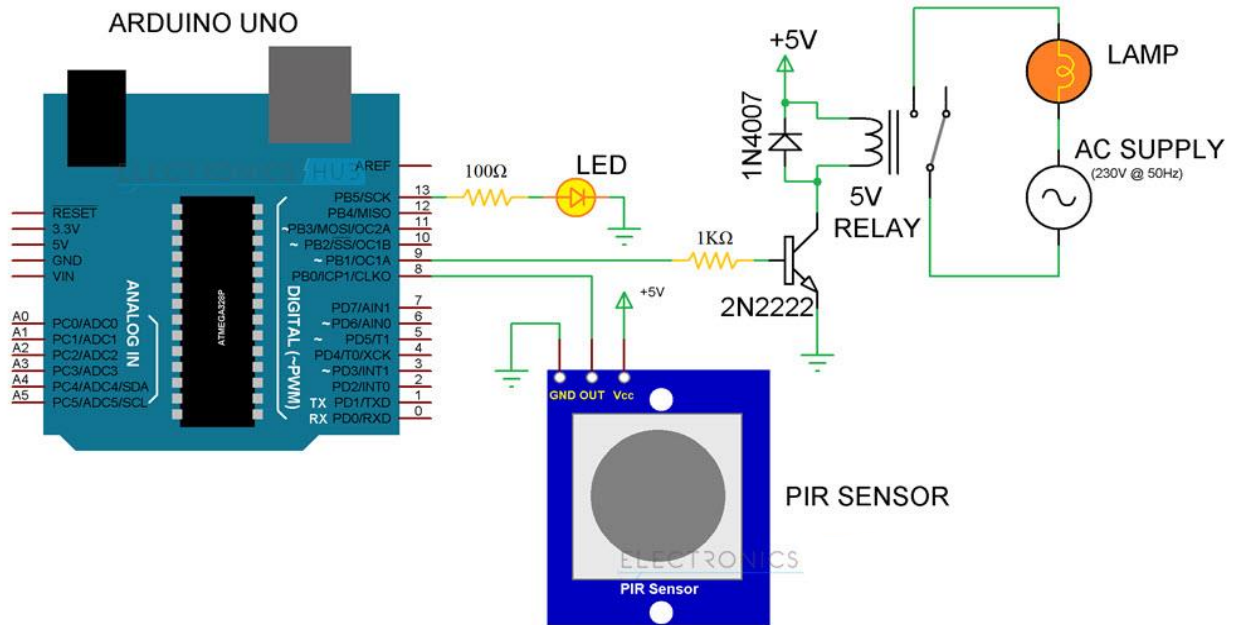 ARDUINO UNO
ELECTRONICS HUB
AREF
PB5/SCK 13
PB4/MISO 12
~PB3/MOSI/OC2A 11
~ PB2/SS/OC1B 10
~ PB1/OC1A 9
PB0/ICP1/CLKO 8
PD7/AIN1 7
~ PD6/AIN0 6
~ PD5/T1 5
PD4/T0/XCK 4
~PD3/INT1 3
PD2/INT0 2
TX PD1/TXD 1
RX PD0/RXD 0
RESET
3.3V
5V
GND
VIN
A0 PC0/ADC0
A1 PC1/ADC1
A2 PC2/ADC2
A3 PC3/ADC3
A4 PC4/ADC4/SDA
A5 PC5/ADC5/SCL
ANALOG IN
ATMEGA328P
DIGITAL (~PWM)
100Ω
LED
1KΩ
+5V
1N4007
5V
RELAY
2N2222
LAMP
AC SUPPLY
(230V @ 50Hz)
+5V
GND OUT Vcc
PIR SENSOR
ELECTRONICS
PIR Sensor